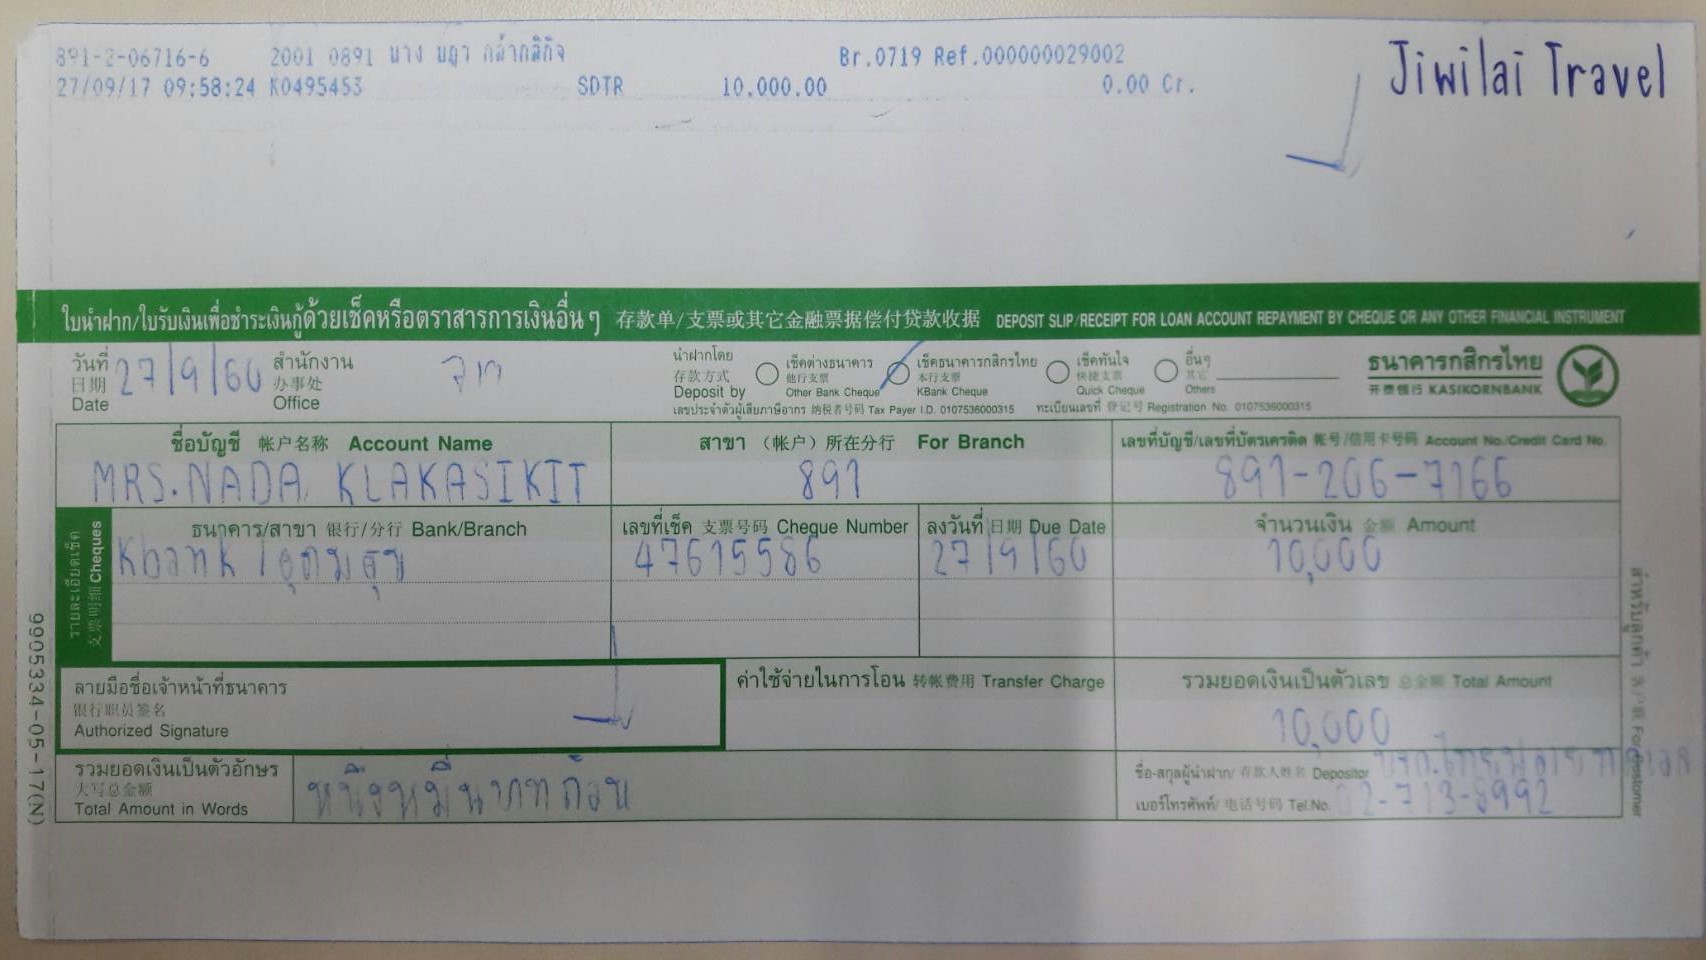 891-2-06716-6 2001 0891 นาง นฎา กล้ากสิกิจ Br.0719 Ref.000000029002
27/09/17 09:58:24 K0495453 SDTR 10,000.00 0.00 Cr.
Jiwilai Travel
ใบนำฝาก/ใบรับเงินเพื่อชำระเงินกู้ด้วยเช็คหรือตราสารการเงินอื่น ๆ 存款单/支票或其它金融票据偿付贷款收据 DEPOSIT SLIP/RECEIPT FOR LOAN ACCOUNT REPAYMENT BY CHEQUE OR ANY OTHER FINANCIAL INSTRUMENT
วันที่ 日期 Date 27/9/60
สำนักงาน 办事处 Office
นำฝากโดย 存款方式 Deposit by
เช็คต่างธนาคาร 他行支票 Other Bank Cheque
เช็คธนาคารกสิกรไทย 本行支票 KBank Cheque
เช็คทันใจ 快捷支票 Quick Cheque
อื่นๆ 其它 Others
เลขประจำตัวผู้เสียภาษีอากร 纳税者号码 Tax Payer I.D. 0107536000315 ทะเบียนเลขที่ 登记号 Registration No. 0107536000315
ธนาคารกสิกรไทย
开泰银行 KASIKORNBANK
ชื่อบัญชี 帐户名称 Account Name
MRS.NADA KLAKASIKIT
สาขา （帐户）所在分行 For Branch
891
เลขที่บัญชี/เลขที่บัตรเครดิต 帐号/信用卡号码 Account No./Credit Card No.
891-206-7166
รายละเอียดเช็ค
支票明细 Cheques
ธนาคาร/สาขา 银行/分行 Bank/Branch
Kbank / อุดมสุข
เลขที่เช็ค 支票号码 Cheque Number
47615586
ลงวันที่ 日期 Due Date
27/9/60
จำนวนเงิน 金额 Amount
10,000
ลายมือชื่อเจ้าหน้าที่ธนาคาร
银行职员签名
Authorized Signature
ค่าใช้จ่ายในการโอน 转帐费用 Transfer Charge
รวมยอดเงินเป็นตัวเลข 总金额 Total Amount
10,000
รวมยอดเงินเป็นตัวอักษร
大写总金额
Total Amount in Words
หนึ่งหมื่นบาทถ้วน
ชื่อ-สกุลผู้นำฝาก/ 存款人姓名 Depositor
เบอร์โทรศัพท์/ 电话号码 Tel.No. 02-713-8992
สำหรับลูกค้า 客户联 For Customer
9905334-05-17(N)